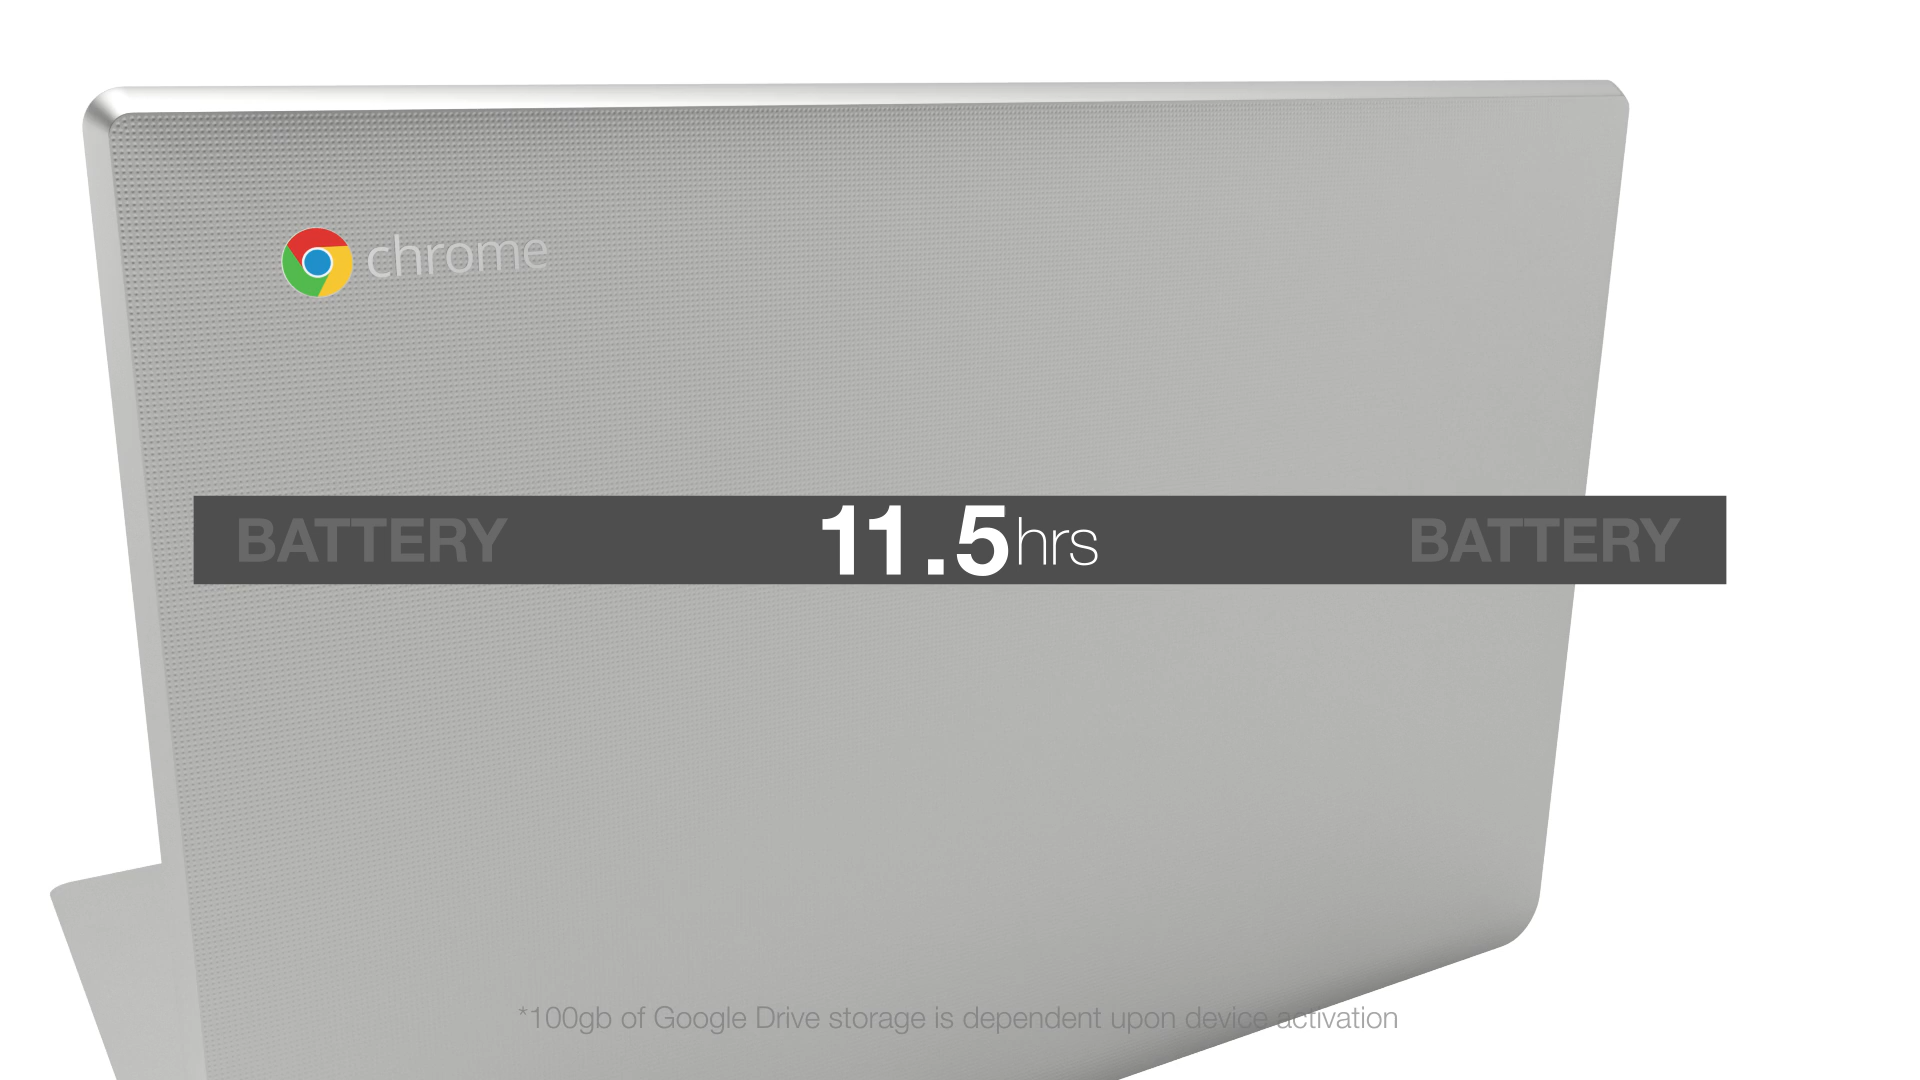 chrome
BATTERY 11.5hrs BATTERY
*100gb of Google Drive storage is dependent upon device activation